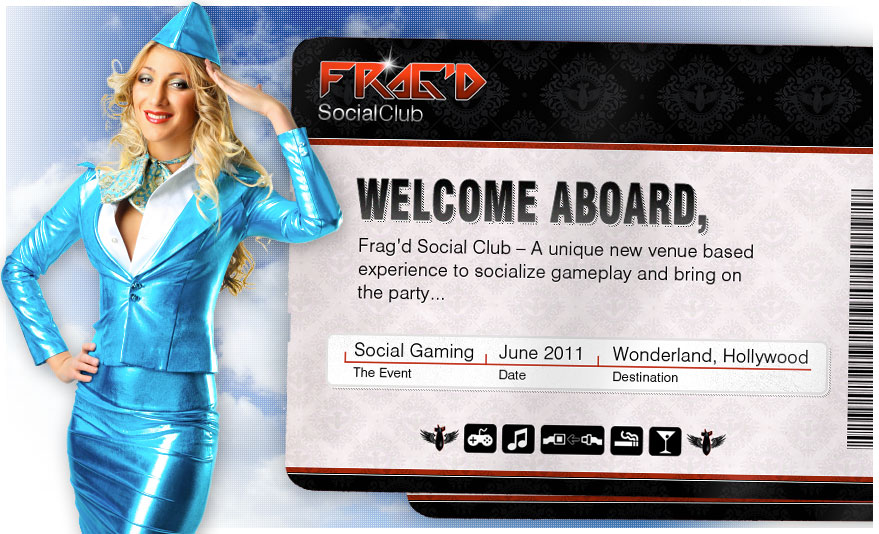 FRAG'D
SocialClub
WELCOME ABOARD,
Frag'd Social Club – A unique new venue based
experience to socialize gameplay and bring on
the party...
Social Gaming June 2011 Wonderland, Hollywood
The Event Date Destination